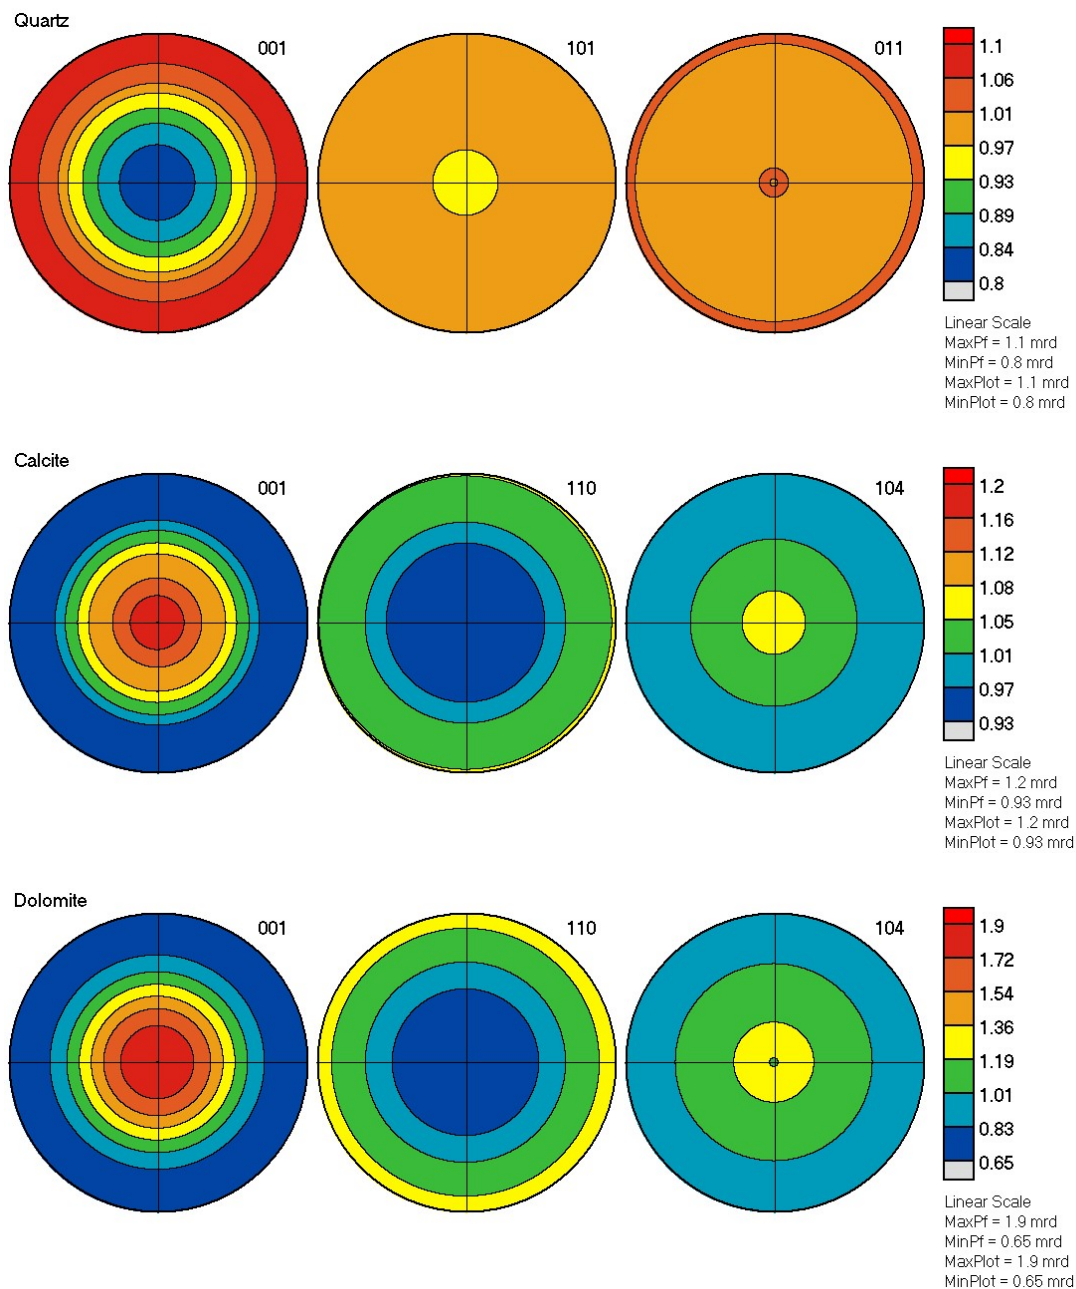 Quartz
001
101
011
1.1
1.06
1.01
0.97
0.93
0.89
0.84
0.8
Linear Scale
MaxPf = 1.1 mrd
MinPf = 0.8 mrd
MaxPlot = 1.1 mrd
MinPlot = 0.8 mrd
Calcite
001
110
104
1.2
1.16
1.12
1.08
1.05
1.01
0.97
0.93
Linear Scale
MaxPf = 1.2 mrd
MinPf = 0.93 mrd
MaxPlot = 1.2 mrd
MinPlot = 0.93 mrd
Dolomite
001
110
104
1.9
1.72
1.54
1.36
1.19
1.01
0.83
0.65
Linear Scale
MaxPf = 1.9 mrd
MinPf = 0.65 mrd
MaxPlot = 1.9 mrd
MinPlot = 0.65 mrd